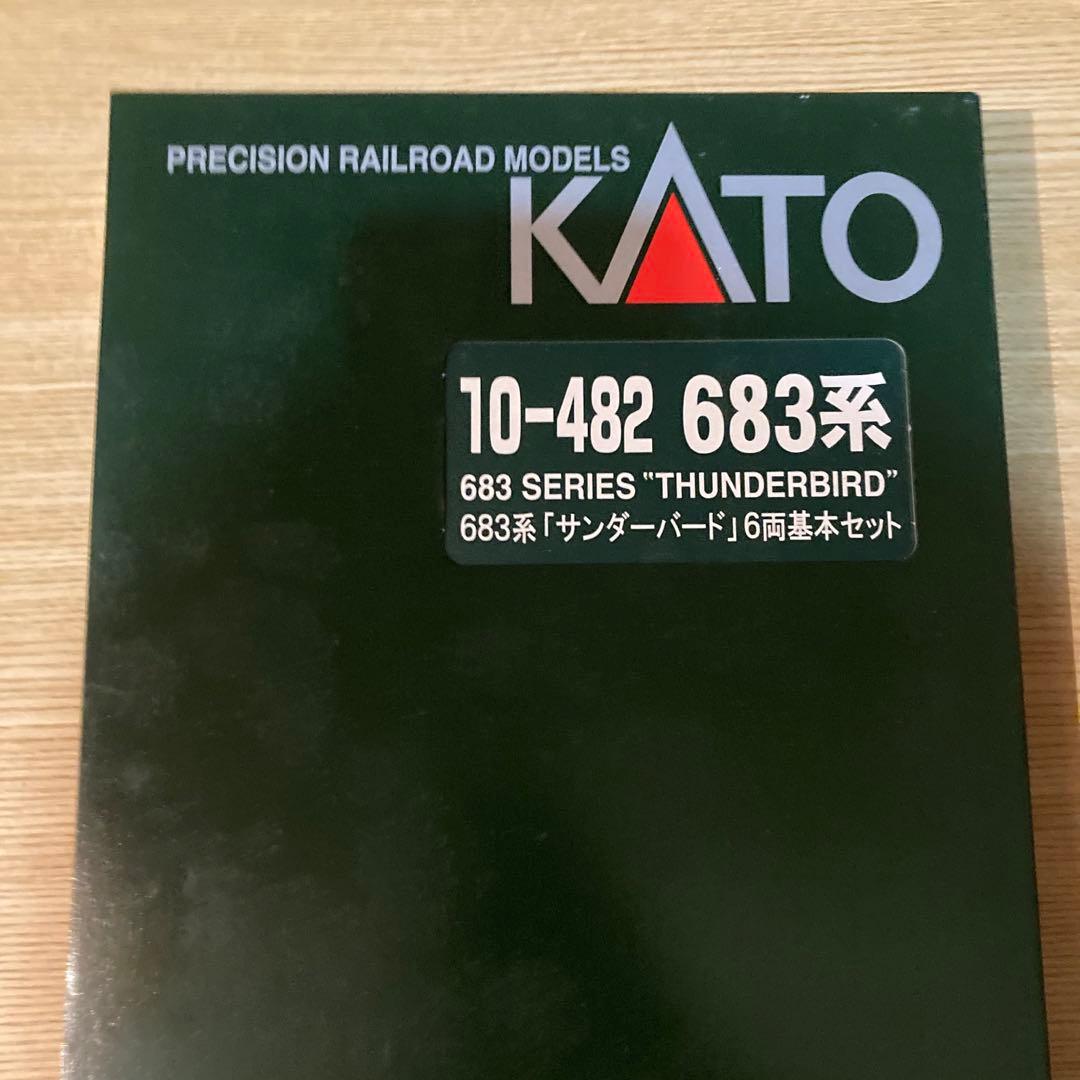 PRECISION RAILROAD MODELS
KATO
10-482 683系
683 SERIES "THUNDERBIRD"
683系「サンダーバード」6両基本セット